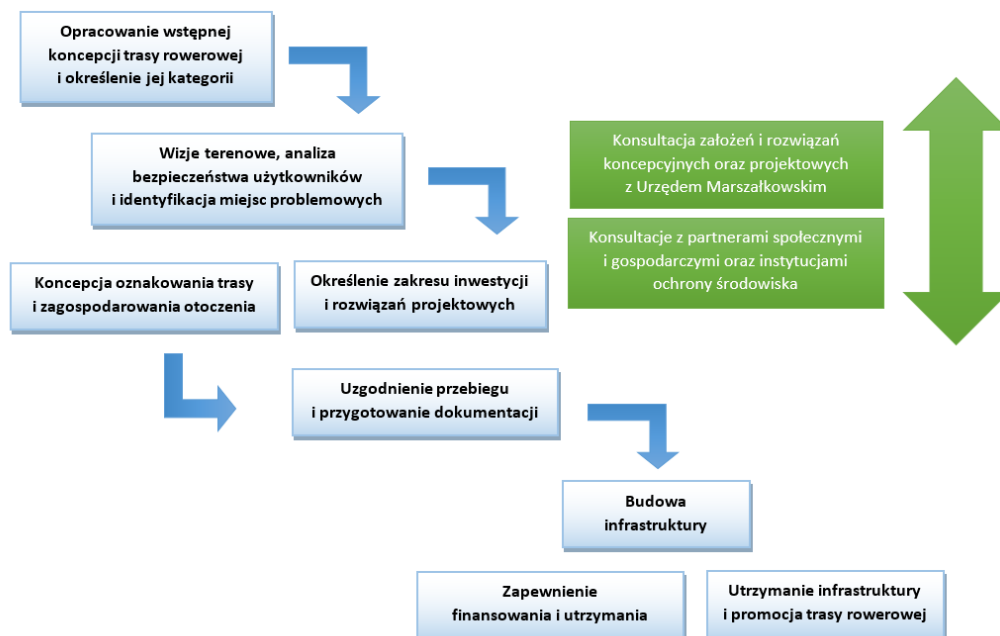 Opracowanie wstępnej
koncepcji trasy rowerowej
i określenie jej kategorii
Wizje terenowe, analiza
bezpieczeństwa użytkowników
i identyfikacja miejsc problemowych
Konsultacja założeń i rozwiązań
koncepcyjnych oraz projektowych
z Urzędem Marszałkowskim
Konsultacje z partnerami społecznymi
i gospodarczymi oraz instytucjami
ochrony środowiska
Koncepcja oznakowania trasy
i zagospodarowania otoczenia
Określenie zakresu inwestycji
i rozwiązań projektowych
Uzgodnienie przebiegu
i przygotowanie dokumentacji
Budowa
infrastruktury
Zapewnienie
finansowania i utrzymania
Utrzymanie infrastruktury
i promocja trasy rowerowej